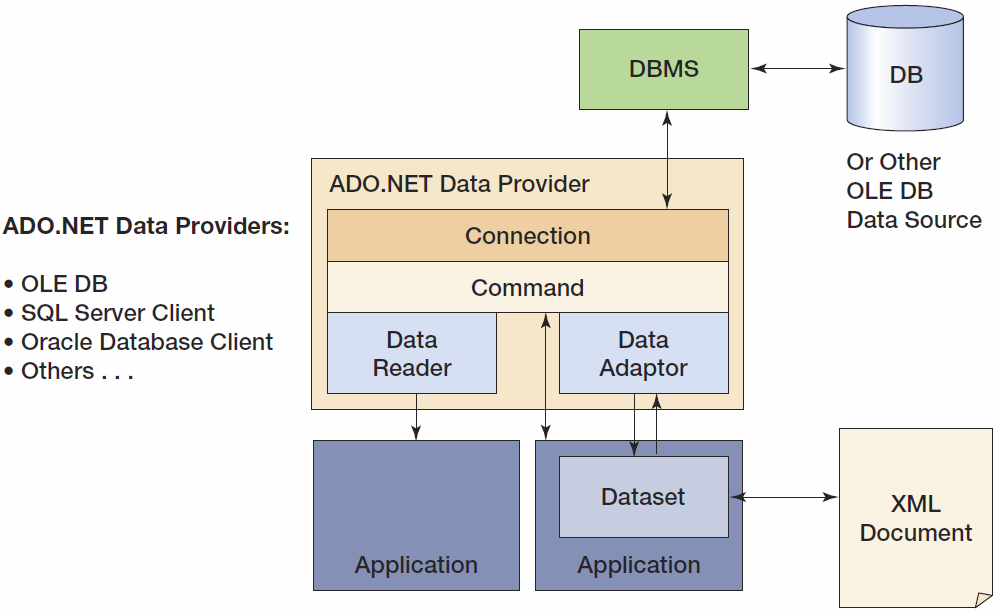 DBMS
DB
Or Other
OLE DB
Data Source
ADO.NET Data Provider
ADO.NET Data Providers:
• OLE DB
• SQL Server Client
• Oracle Database Client
• Others . . .
Connection
Command
Data
Reader
Data
Adaptor
Application
Dataset
Application
XML
Document